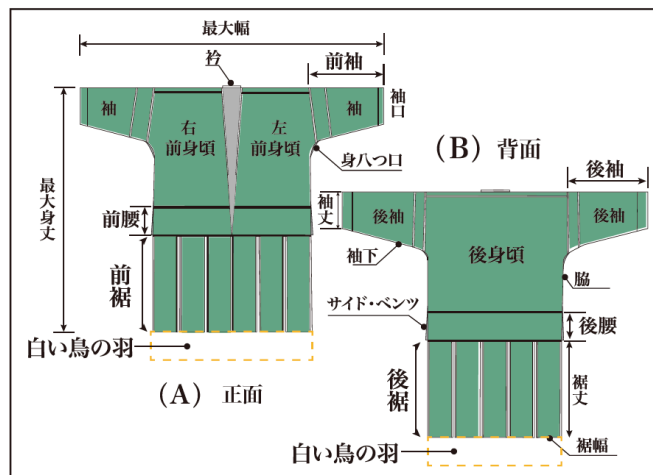 最大幅
衿
前袖
袖
袖
袖口
右
前身頃
左
前身頃
身八つ口
最大身丈
前腰
前裾
白い鳥の羽
(A) 正面
(B) 背面
後袖
袖丈
後袖
後袖
袖下
後身頃
脇
サイド・ベンツ
後腰
後裾
裾丈
裾幅
白い鳥の羽